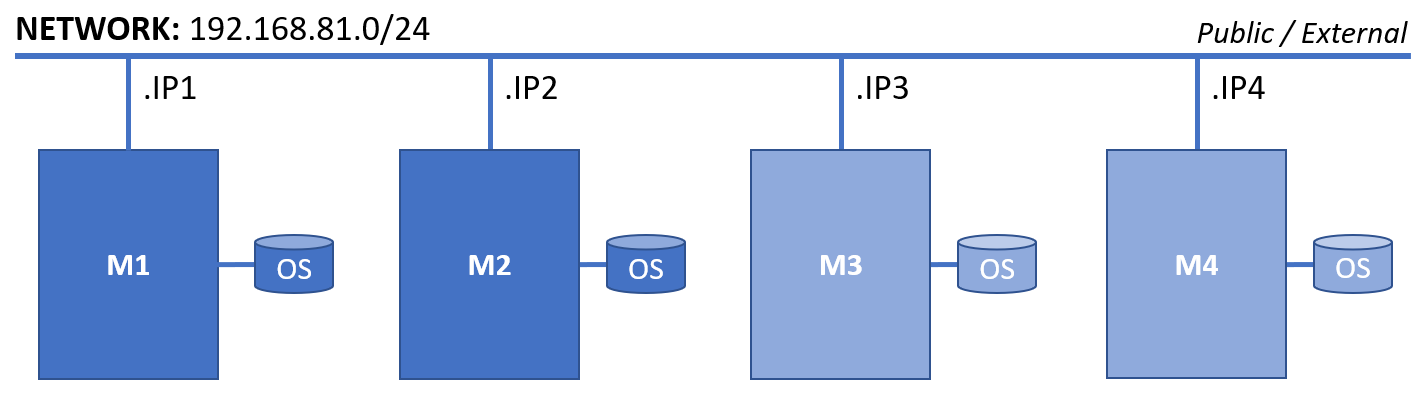 NETWORK: 192.168.81.0/24
Public / External
.IP1
.IP2
.IP3
.IP4
M1
OS
M2
OS
M3
OS
M4
OS